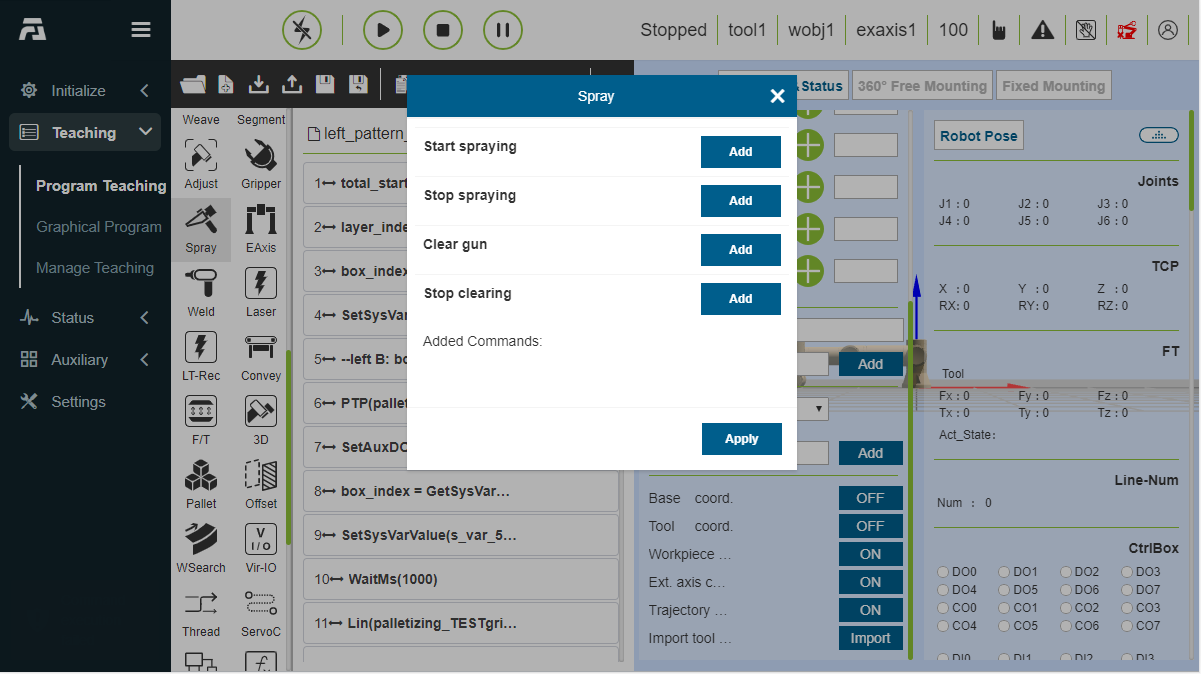 Stopped
tool1
wobj1
exaxis1
100
Initialize
Teaching
Program Teaching
Graphical Program
Manage Teaching
Status
Auxiliary
Settings
Weave Segment
Adjust Gripper
Spray EAxis
Weld Laser
LT-Rec Convey
F/T 3D
Pallet Offset
WSearch Vir-IO
V
I/O
Thread ServoC
left_pattern_
1 total_start
2 layer_inde
3 box_index
4 SetSysVar
5 --left B: bo
6 PTP(pallet
7 SetAuxDO
8 box_index = GetSysVar…
9 SetSysVarValue(s_var_5…
10 WaitMs(1000)
11 Lin(palletizing_TESTgri…
Spray
Start spraying Add
Stop spraying Add
Clear gun Add
Stop clearing Add
Added Commands:
Apply
Status
360° Free Mounting
Fixed Mounting
Add
Add
Base coord. OFF
Tool coord. OFF
Workpiece … ON
Ext. axis c… ON
Trajectory … ON
Import tool … Import
Robot Pose
Joints
J1 : 0 J2 : 0 J3 : 0
J4 : 0 J5 : 0 J6 : 0
TCP
X : 0 Y : 0 Z : 0
RX: 0 RY: 0 RZ: 0
FT
Tool
Fx : 0 Fy : 0 Fz : 0
Tx : 0 Ty : 0 Tz : 0
Act_State:
Line-Num
Num : 0
CtrlBox
DO0 DO1 DO2 DO3
DO4 DO5 DO6 DO7
CO0 CO1 CO2 CO3
CO4 CO5 CO6 CO7
DI0 DI1 DI2 DI3